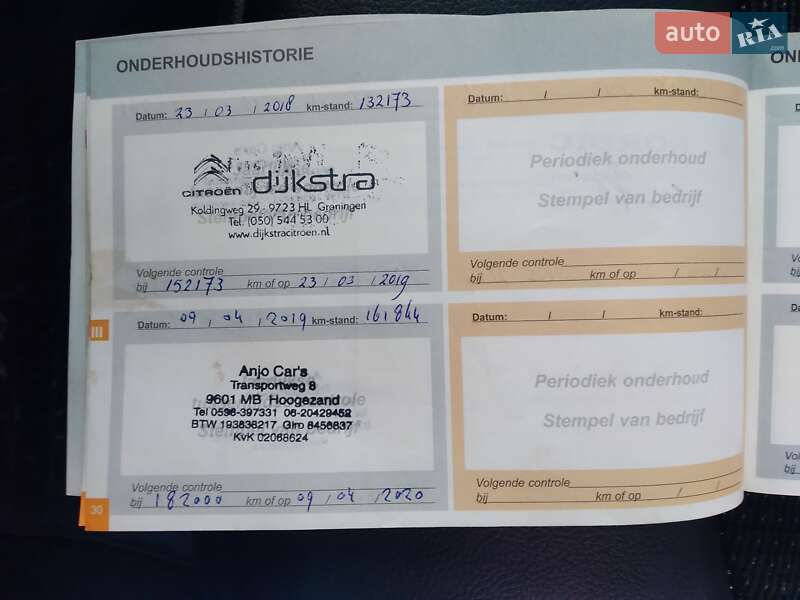 auto RIA .com
ONDERHOUDSHISTORIE
Datum: 23 / 03 / 2018 km-stand: 132173
CITROËN dijkstra
Koldingweg 29 - 9723 HL Groningen
Tel. (050) 544 53 00
www.dijkstracitroen.nl
Volgende controle
bij 152173 km of op 23 / 03 / 2019
Datum: 09 / 04 / 2019 km-stand: 161844
Anjo Car's
Transportweg 8
9601 MB Hoogezand
Tel 0598-397331 06-20429452
BTW 193836217 Giro 8456837
KvK 02068624
Volgende controle
bij 182000 km of op 09 / 04 / 2020
III
30
Datum: / / km-stand:
Periodiek onderhoud
Stempel van bedrijf
Volgende controle
bij km of op / /
Datum: / / km-stand:
Periodiek onderhoud
Stempel van bedrijf
Volgende controle
bij km of op / /